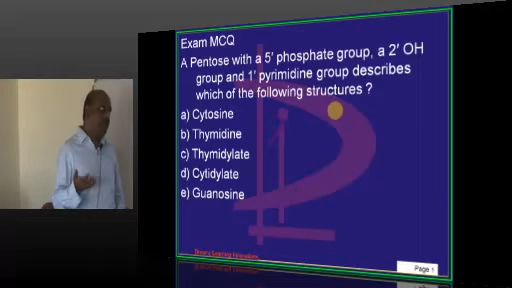 Exam MCQ
A Pentose with a 5′ phosphate group, a 2′ OH
group and 1′ pyrimidine group describes
which of the following structures ?
a) Cytosine
b) Thymidine
c) Thymidylate
d) Cytidylate
e) Guanosine
Page 1